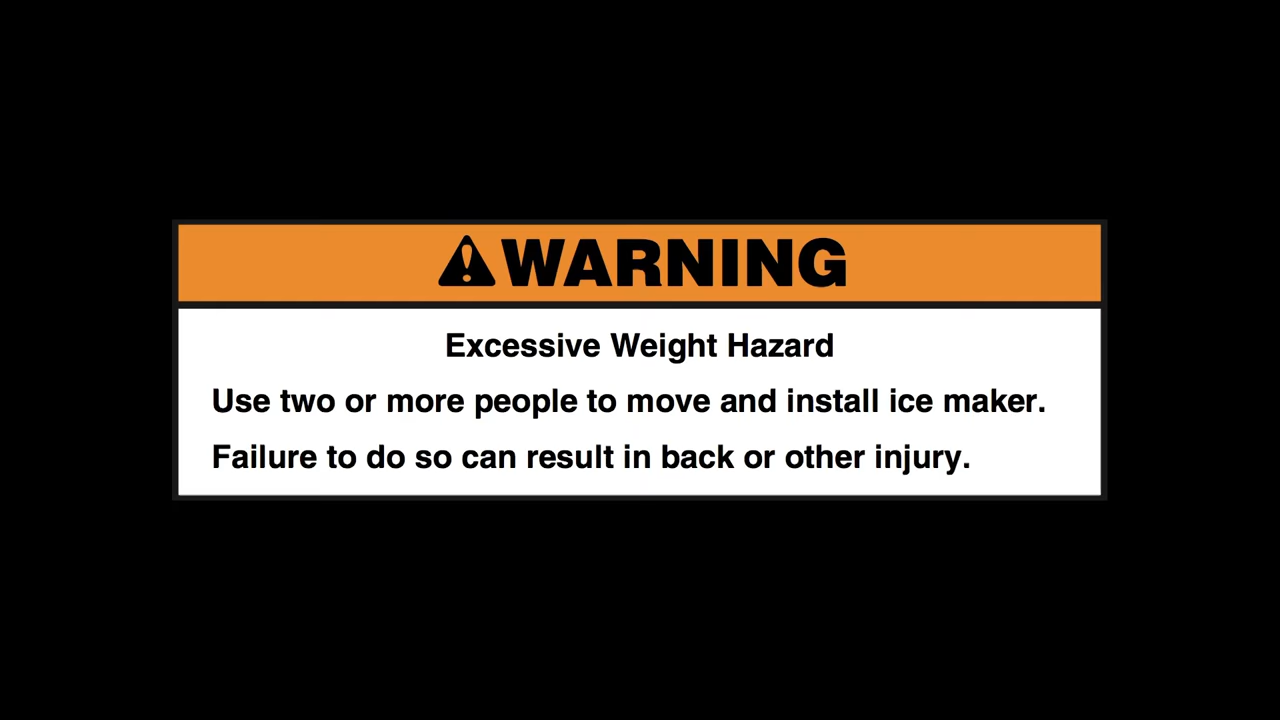 WARNING
Excessive Weight Hazard
Use two or more people to move and install ice maker.
Failure to do so can result in back or other injury.